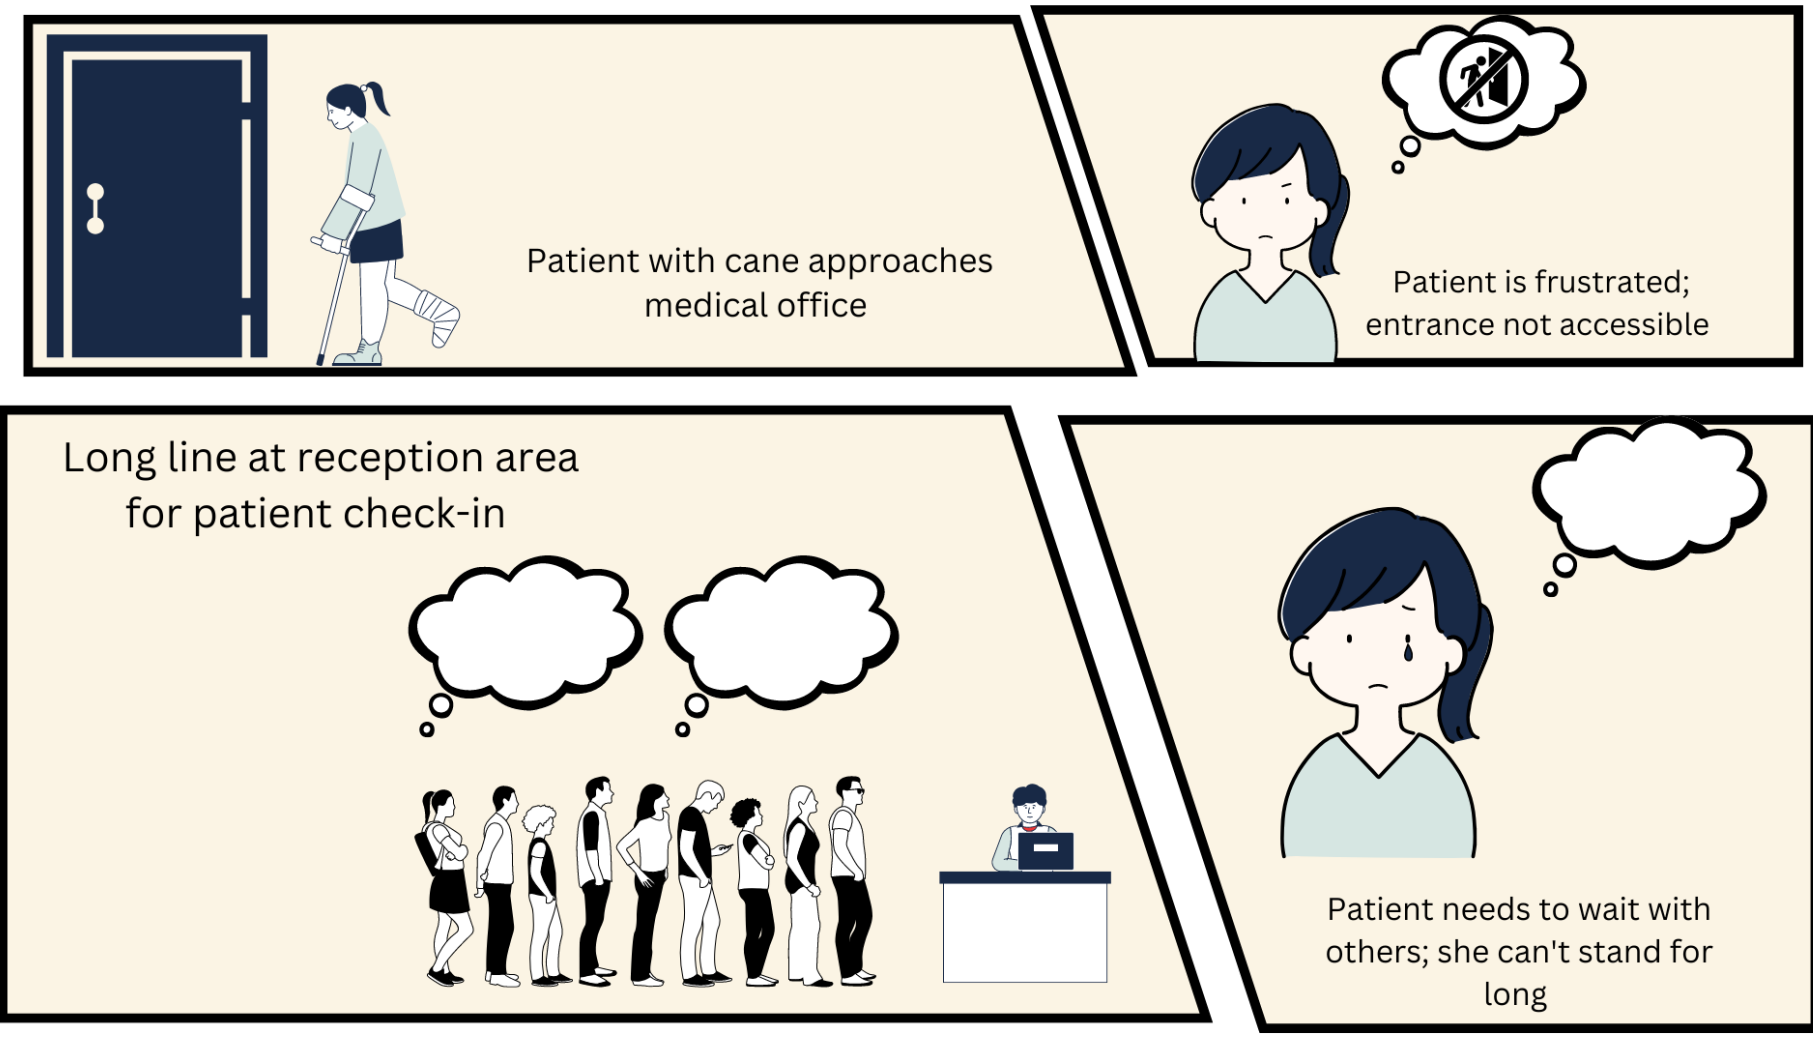 Patient with cane approaches
medical office
Patient is frustrated;
entrance not accessible
Long line at reception area
for patient check-in
Patient needs to wait with
others; she can't stand for
long